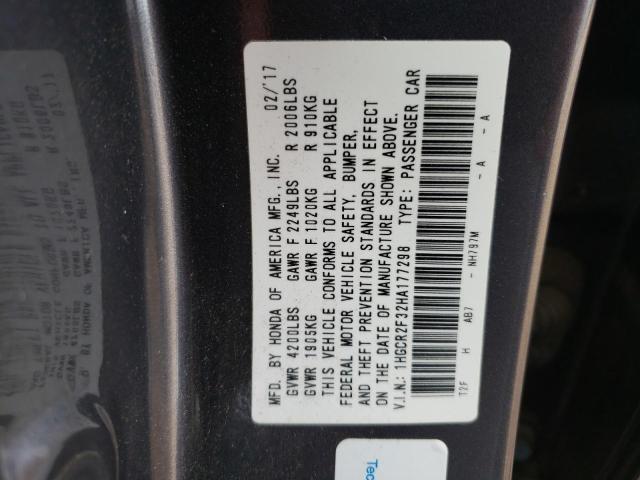 MFD. BY HONDA OF AMERICA MFG., INC. 02/'17
GVWR 4200LBS GAWR F 2249LBS R 2006LBS
GVWR 1905KG GAWR F 1020KG R 910KG
THIS VEHICLE CONFORMS TO ALL APPLICABLE
FEDERAL MOTOR VEHICLE SAFETY, BUMPER,
AND THEFT PREVENTION STANDARDS IN EFFECT
ON THE DATE OF MANUFACTURE SHOWN ABOVE.
V.I.N.: 1HGCR2F32HA177298 TYPE: PASSENGER CAR
T2F H AB7 - NH797M - A - A
Tec